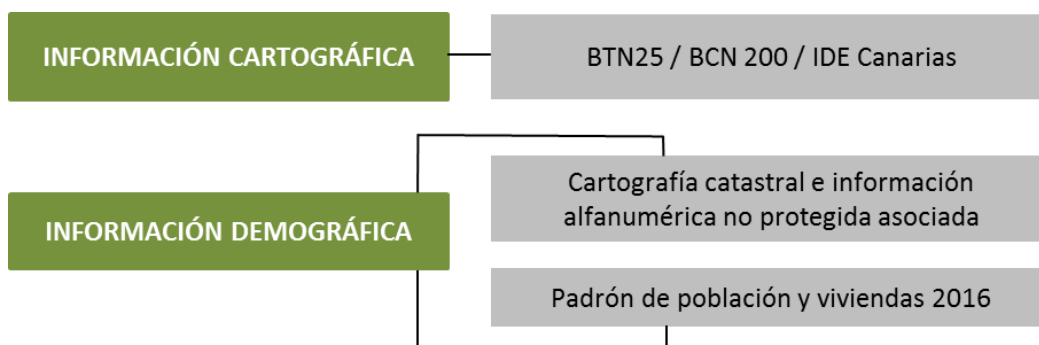 INFORMACIÓN CARTOGRÁFICA
BTN25 / BCN 200 / IDE Canarias
Cartografía catastral e información
alfanumérica no protegida asociada
INFORMACIÓN DEMOGRÁFICA
Padrón de población y viviendas 2016